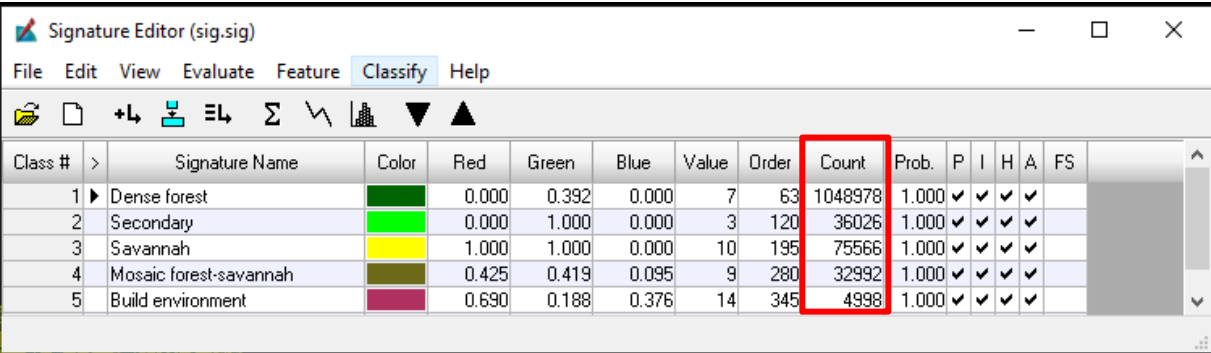 Signature Editor (sig.sig)
File Edit View Evaluate Feature Classify Help
Class # > Signature Name Color Red Green Blue Value Order Count Prob. P I H A FS
1 Dense forest 0.000 0.392 0.000 7 63 1048978 1.000
2 Secondary 0.000 1.000 0.000 3 120 36026 1.000
3 Savannah 1.000 1.000 0.000 10 195 75566 1.000
4 Mosaic forest-savannah 0.425 0.419 0.095 9 280 32992 1.000
5 Build environment 0.690 0.188 0.376 14 345 4998 1.000